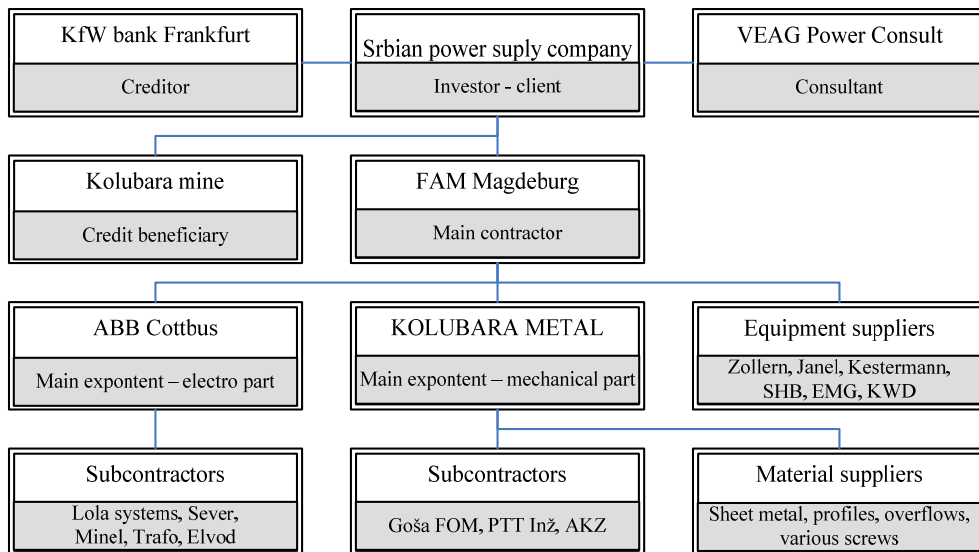 KfW bank Frankfurt
Creditor
Srbian power suply company
Investor - client
VEAG Power Consult
Consultant
Kolubara mine
Credit beneficiary
FAM Magdeburg
Main contractor
ABB Cottbus
Main expontent – electro part
KOLUBARA METAL
Main expontent – mechanical part
Equipment suppliers
Zollern, Janel, Kestermann,
SHB, EMG, KWD
Subcontractors
Lola systems, Sever,
Minel, Trafo, Elvod
Subcontractors
Goša FOM, PTT Inž, AKZ
Material suppliers
Sheet metal, profiles, overflows,
various screws